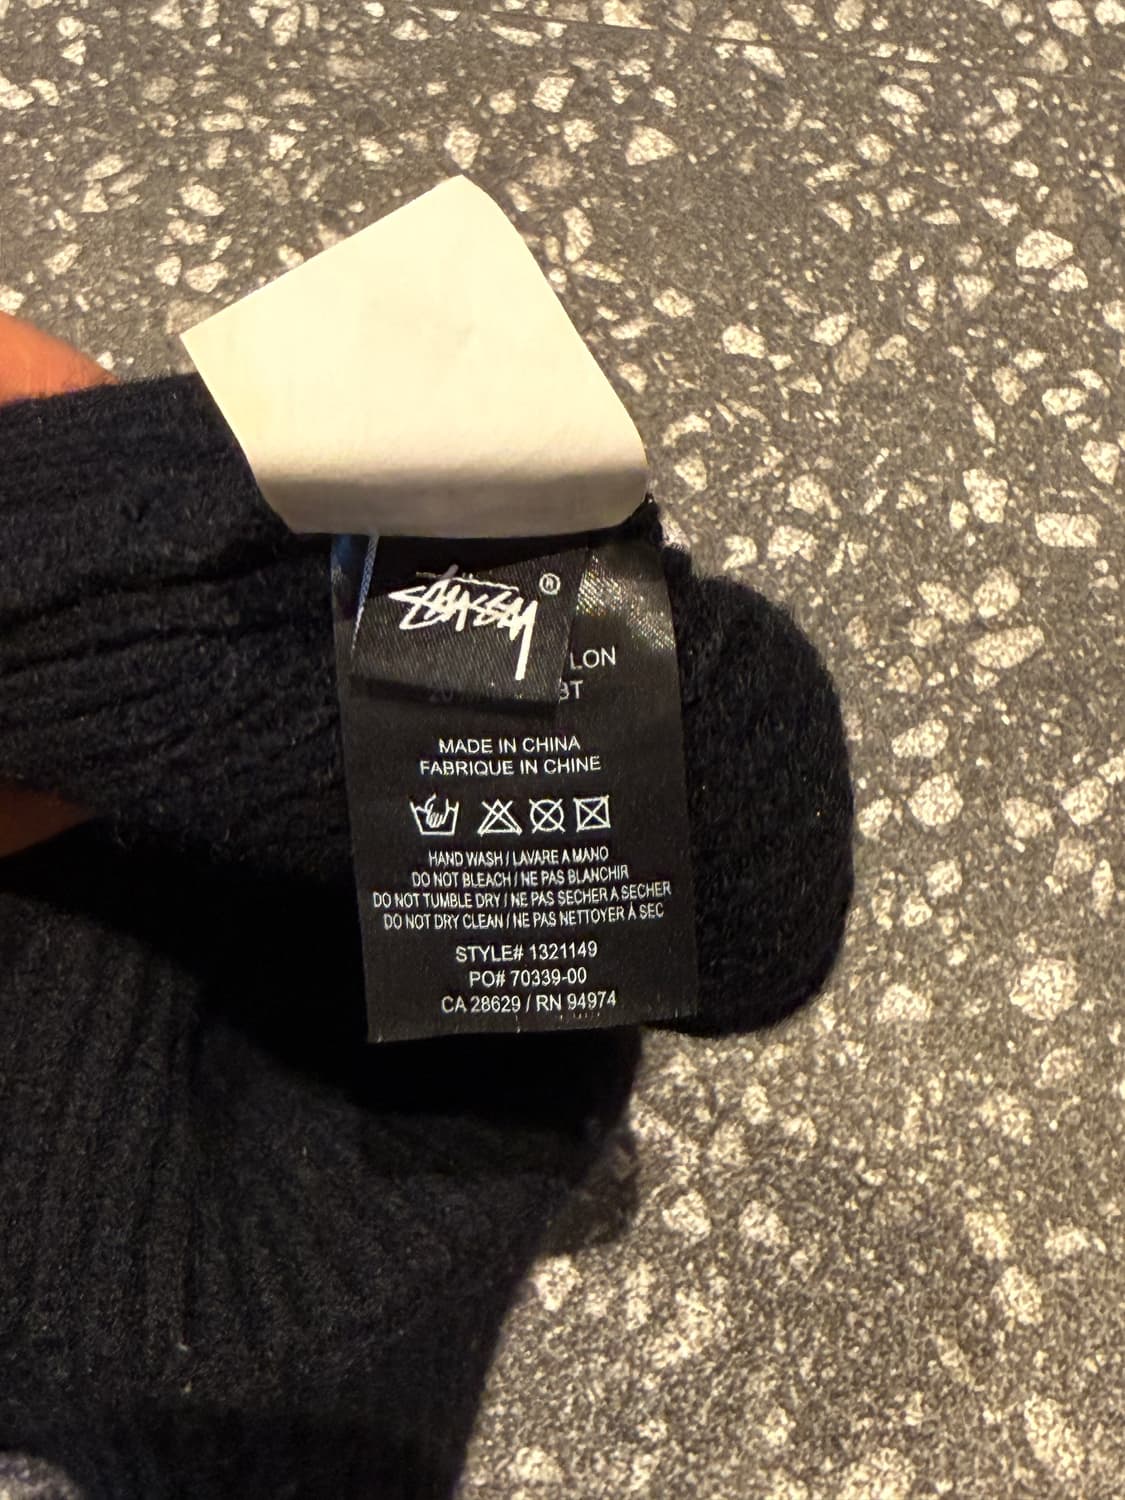 STÜSSY ®
LON
BT
MADE IN CHINA
FABRIQUE IN CHINE
HAND WASH / LAVARE A MANO
DO NOT BLEACH / NE PAS BLANCHIR
DO NOT TUMBLE DRY / NE PAS SECHER A SECHER
DO NOT DRY CLEAN / NE PAS NETTOYER À SEC
STYLE# 1321149
PO# 70339-00
CA 28629 / RN 94974